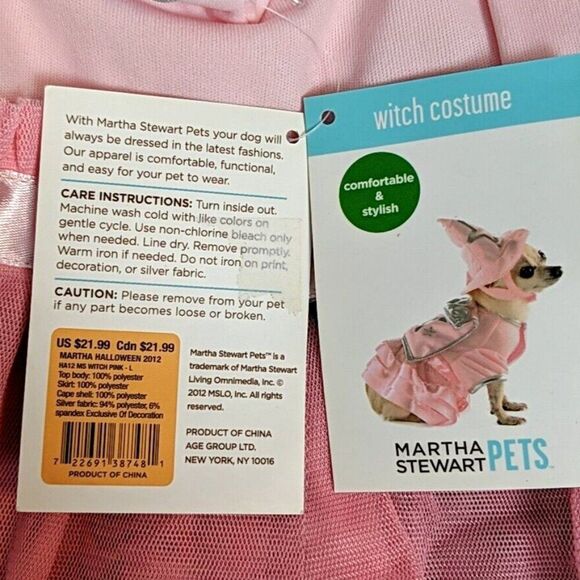 With Martha Stewart Pets your dog will
always be dressed in the latest fashions.
Our apparel is comfortable, functional,
and easy for your pet to wear.
CARE INSTRUCTIONS: Turn inside out.
Machine wash cold with like colors on
gentle cycle. Use non-chlorine bleach only
when needed. Line dry. Remove promptly.
Warm iron if needed. Do not iron on print,
decoration, or silver fabric.
CAUTION: Please remove from your pet
if any part becomes loose or broken.
US $21.99 Cdn $21.99
MARTHA HALLOWEEN 2012
HA12 MS WITCH PINK - L
Top body: 100% polyester
Skirt: 100% polyester
Cape shell: 100% polyester
Silver fabric: 94% polyester, 6%
spandex Exclusive Of Decoration
7 22691 38748 1
PRODUCT OF CHINA
Martha Stewart Pets™ is a
trademark of Martha Stewart
Living Omnimedia, Inc. ©
2012 MSLO, Inc. All rights
reserved.
PRODUCT OF CHINA
AGE GROUP LTD.
NEW YORK, NY 10016
witch costume
comfortable
&
stylish
MARTHA
STEWART PETS™